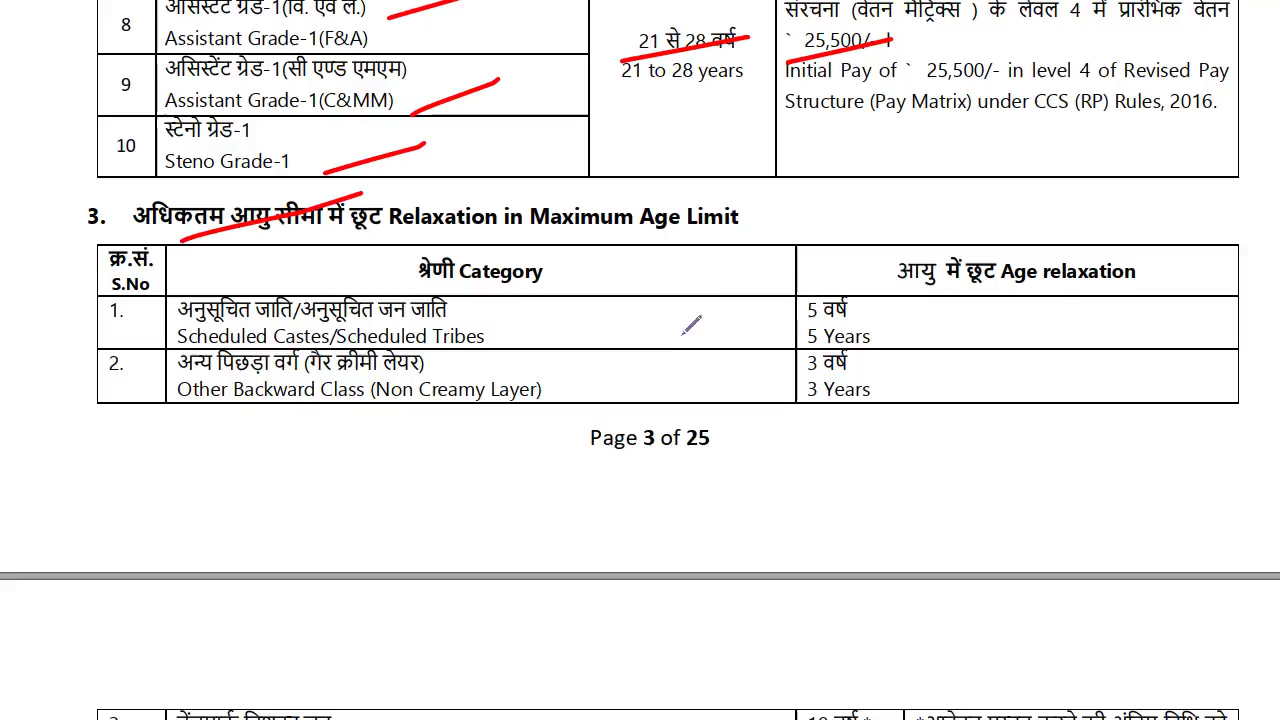 8
असिस्टेंट ग्रेड-1(वि. एवं ले.)
Assistant Grade-1(F&A)
9
असिस्टेंट ग्रेड-1(सी एण्ड एमएम)
Assistant Grade-1(C&MM)
10
स्टेनो ग्रेड-1
Steno Grade-1
21 से 28 वर्ष
21 to 28 years
संरचना (वेतन मेट्रिक्स ) के लेवल 4 में प्रारंभिक वेतन
` 25,500/- ।
Initial Pay of ` 25,500/- in level 4 of Revised Pay
Structure (Pay Matrix) under CCS (RP) Rules, 2016.
3. अधिकतम आयु सीमा में छूट Relaxation in Maximum Age Limit
क्र.सं.
S.No
श्रेणी Category
आयु में छूट Age relaxation
1.
अनुसूचित जाति/अनुसूचित जन जाति
Scheduled Castes/Scheduled Tribes
5 वर्ष
5 Years
2.
अन्य पिछड़ा वर्ग (गैर क्रीमी लेयर)
Other Backward Class (Non Creamy Layer)
3 वर्ष
3 Years
Page 3 of 25